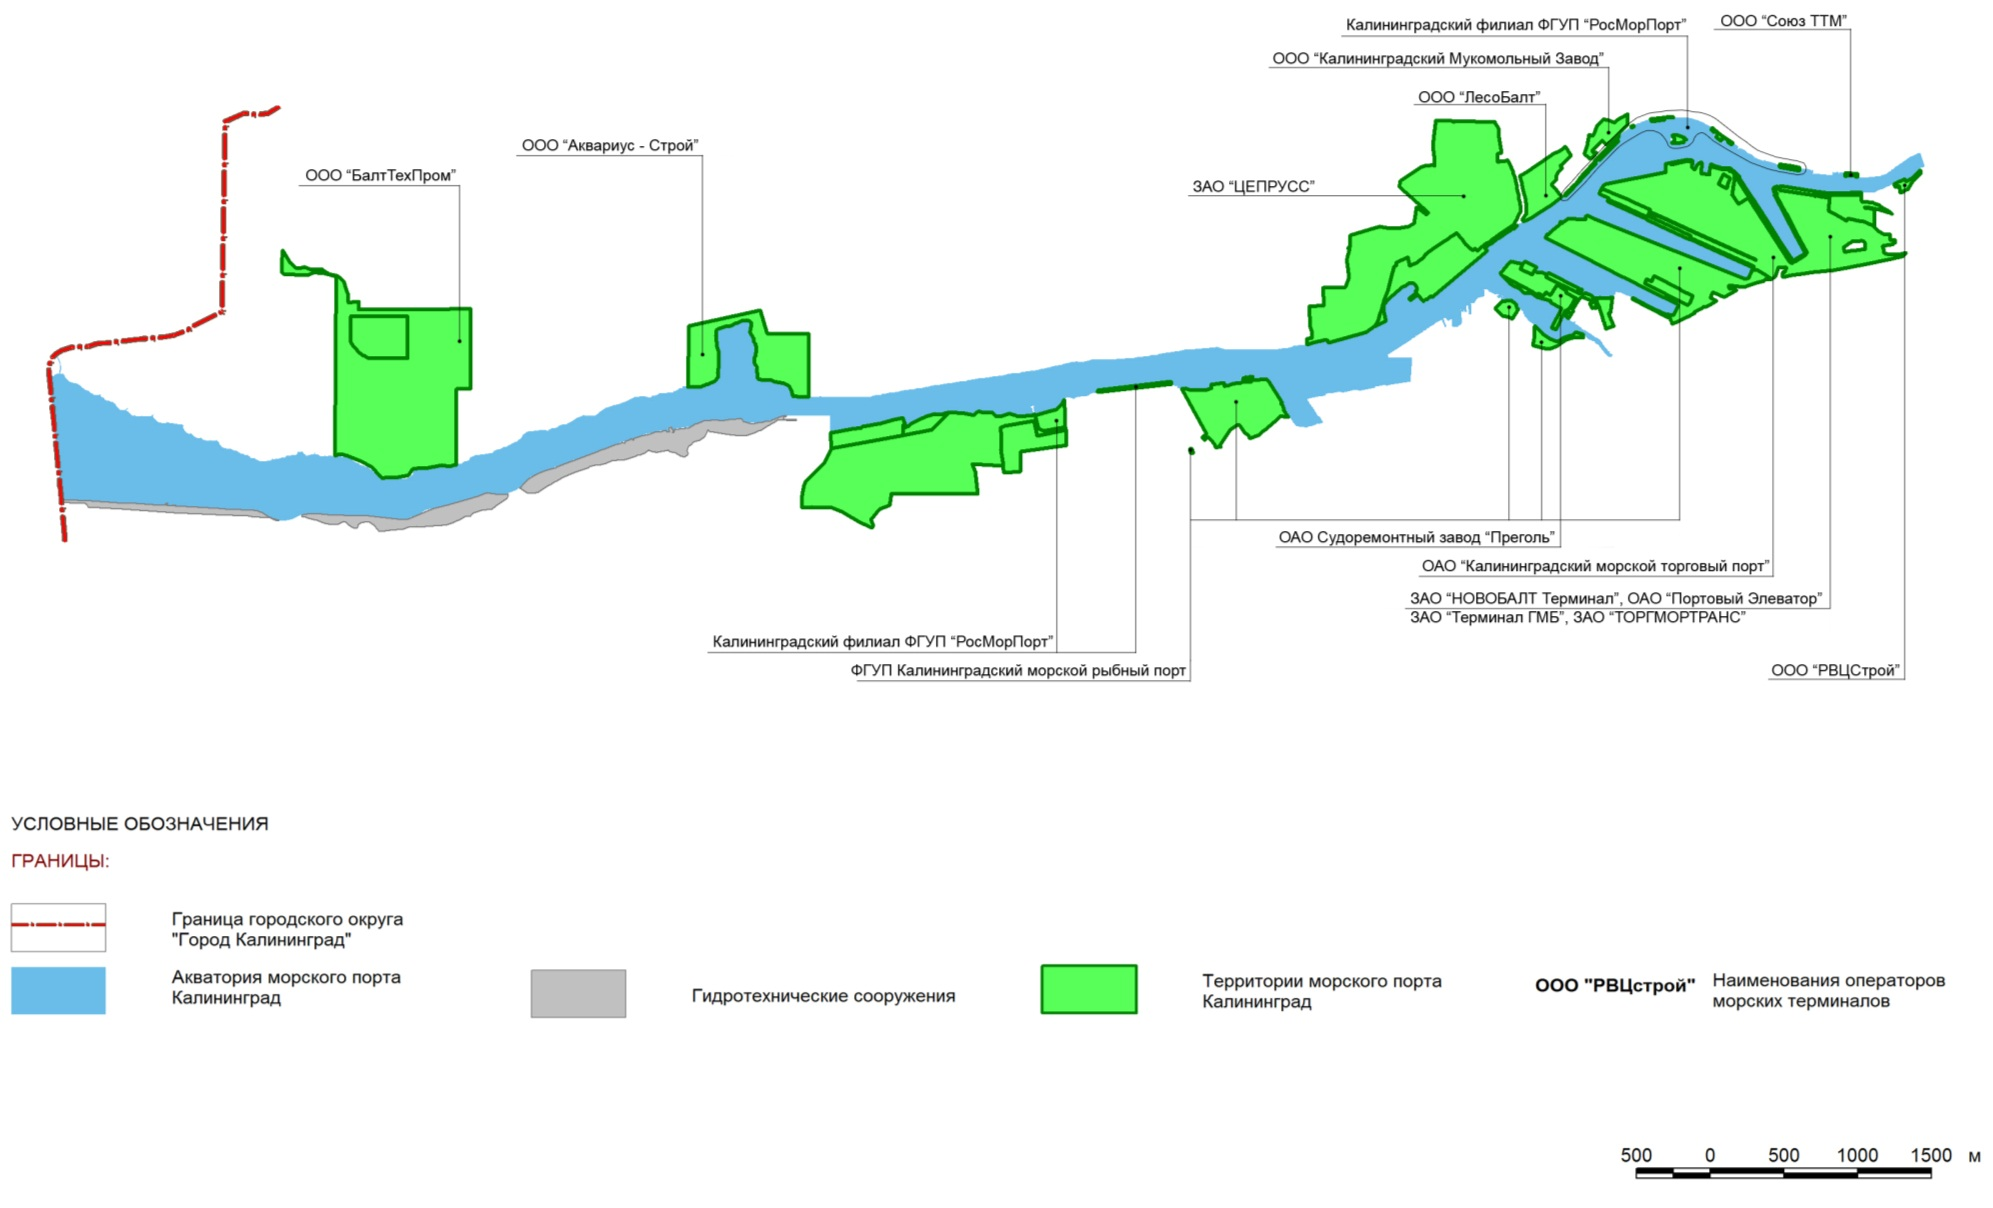 Калининградский филиал ФГУП “РосМорПорт”
ООО “Союз ТТМ”
ООО “Калининградский Мукомольный Завод”
ООО “ЛесоБалт”
ООО “Аквариус - Строй”
ООО “БалтТехПром”
ЗАО “ЦЕПРУСС”
ОАО Судоремонтный завод “Преголь”
ОАО “Калининградский морской торговый порт”
ЗАО “НОВОБАЛТ Терминал”, ОАО “Портовый Элеватор”
ЗАО “Терминал ГМБ”, ЗАО “ТОРГМОРТРАНС”
Калининградский филиал ФГУП “РосМорПорт”
ФГУП Калининградский морской рыбный порт
ООО “РВЦСтрой”
УСЛОВНЫЕ ОБОЗНАЧЕНИЯ
ГРАНИЦЫ:
Граница городского округа
"Город Калининград"
Акватория морского порта
Калининград
Гидротехнические сооружения
Территории морского порта
Калининград
ООО "РВЦстрой"
Наименования операторов
морских терминалов
500 0 500 1000 1500 м